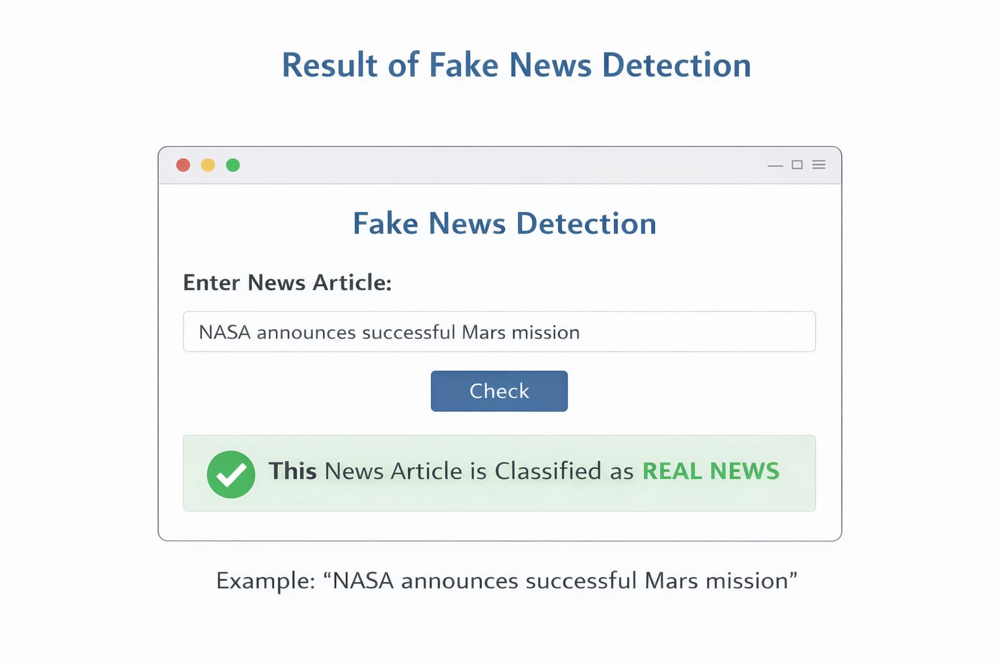 Result of Fake News Detection
Fake News Detection
Enter News Article:
NASA announces successful Mars mission
Check
This News Article is Classified as REAL NEWS
Example: “NASA announces successful Mars mission”